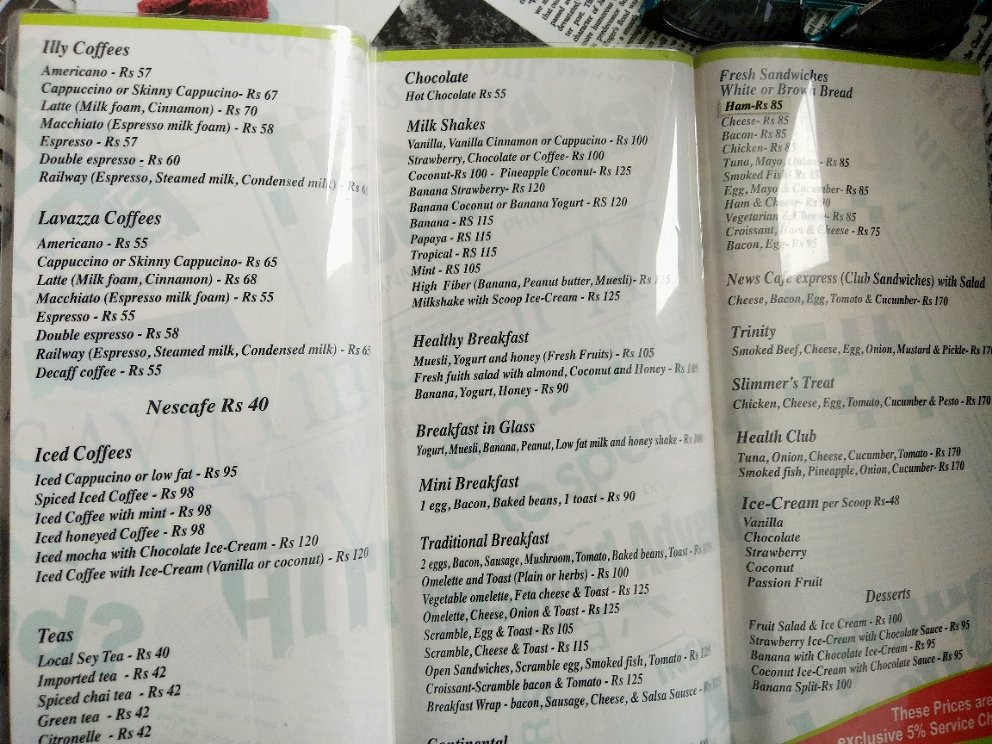 Illy Coffees
Americano - Rs 57
Cappuccino or Skinny Cappucino- Rs 67
Latte (Milk foam, Cinnamon) - Rs 70
Macchiato (Espresso milk foam) - Rs 58
Espresso - Rs 57
Double espresso - Rs 60
Railway (Espresso, Steamed milk, Condensed milk) - Rs
Lavazza Coffees
Americano - Rs 55
Cappuccino or Skinny Cappucino- Rs 65
Latte (Milk foam, Cinnamon) - Rs 68
Macchiato (Espresso milk foam) - Rs 55
Espresso - Rs 55
Double espresso - Rs 58
Railway (Espresso, Steamed milk, Condensed milk) - Rs
Decaff coffee - Rs 55
Nescafe Rs 40
Iced Coffees
Iced Cappucino or low fat - Rs 95
Spiced Iced Coffee - Rs 98
Iced Coffee with mint - Rs 98
Iced honeyed Coffee - Rs 98
Iced mocha with Chocolate Ice-Cream - Rs 120
Iced Coffee with Ice-Cream (Vanilla or coconut) - Rs 120
Teas
Local Sey Tea - Rs 40
Imported tea - Rs 42
Spiced chai tea - Rs 42
Green tea - Rs 42
Citronelle - Rs 42
Chocolate
Hot Chocolate Rs 55
Milk Shakes
Vanilla, Vanilla Cinnamon or Cappucino - Rs 100
Strawberry, Chocolate or Coffee- Rs 100
Coconut-Rs 100 - Pineapple Coconut- Rs 125
Banana Strawberry- Rs 120
Banana Coconut or Banana Yogurt - RS 120
Banana - RS 115
Papaya - RS 115
Tropical - RS 115
Mint - RS 105
High Fiber (Banana, Peanut butter, Muesli)- Rs
Milkshake with Scoop Ice-Cream - Rs 125
Healthy Breakfast
Muesli, Yogurt and honey (Fresh Fruits) - Rs 105
Fresh fuith salad with almond, Coconut and Honey - Rs 105
Banana, Yogurt, Honey - Rs 90
Breakfast in Glass
Yogurt, Muesli, Banana, Peanut, Low fat milk and honey shake - Rs
Mini Breakfast
1 egg, Bacon, Baked beans, 1 toast - Rs 90
Traditional Breakfast
2 eggs, Bacon, Sausage, Mushroom, Tomato, Baked beans, Toast - Rs
Omelette and Toast (Plain or herbs) - Rs 100
Vegetable omelette, Feta cheese & Toast - Rs 125
Omelette, Cheese, Onion & Toast - Rs 125
Scramble, Egg & Toast - Rs 105
Scramble, Cheese & Toast - Rs 115
Open Sandwiches, Scramble egg, Smoked fish, Tomato - Rs
Croissant-Scramble bacon & Tomato - Rs 125
Breakfast Wrap - bacon, Sausage, Cheese, & Salsa Sausce - Rs
Continental
Fresh Sandwiches
White or Brown Bread
Ham-Rs 85
Cheese- Rs 85
Bacon- Rs 85
Chicken- Rs 85
Tuna, Mayo, Onion - Rs 85
Smoked Fish- Rs 85
Egg, Mayo & Cucumber- Rs 85
Ham & Cheese- Rs 90
Vegetarian & Cheese- Rs 85
Croissant, Ham & Cheese - Rs 75
Bacon, Egg- Rs 95
News Cafe express (Club Sandwiches) with Salad
Cheese, Bacon, Egg, Tomato & Cucumber- Rs 170
Trinity
Smoked Beef, Cheese, Egg, Onion, Mustard & Pickle- Rs 170
Slimmer's Treat
Chicken, Cheese, Egg, Tomato, Cucumber & Pesto - Rs 170
Health Club
Tuna, Onion, Cheese, Cucumber, Tomato - Rs 170
Smoked fish, Pineapple, Onion, Cucumber- Rs 170
Ice-Cream per Scoop Rs-48
Vanilla
Chocolate
Strawberry
Coconut
Passion Fruit
Desserts
Fruit Salad & Ice Cream - Rs 100
Strawberry Ice-Cream with Chocolate Sauce - Rs 95
Banana with Chocolate Ice-Cream - Rs 95
Coconut Ice-Cream with Chocolate Sauce - Rs 95
Banana Split-Rs 100
These Prices are
exclusive 5% Service Ch